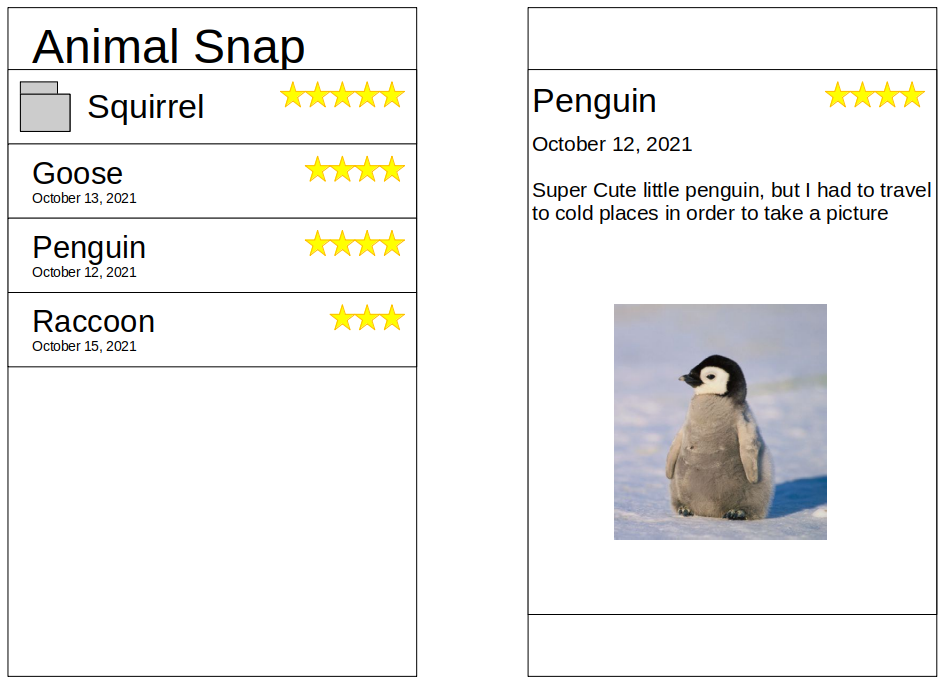 Animal Snap
Squirrel
Goose
October 13, 2021
Penguin
October 12, 2021
Raccoon
October 15, 2021
Penguin
October 12, 2021
Super Cute little penguin, but I had to travel
to cold places in order to take a picture